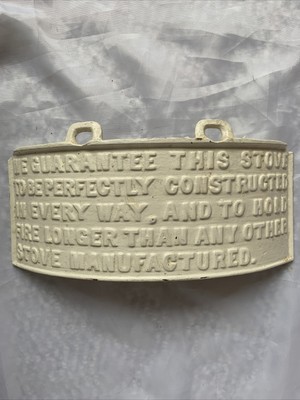 WE GUARANTEE THIS STOVE
TO BE PERFECTLY CONSTRUCTED
IN EVERY WAY, AND TO HOLD
FIRE LONGER THAN ANY OTHER
STOVE MANUFACTURED.